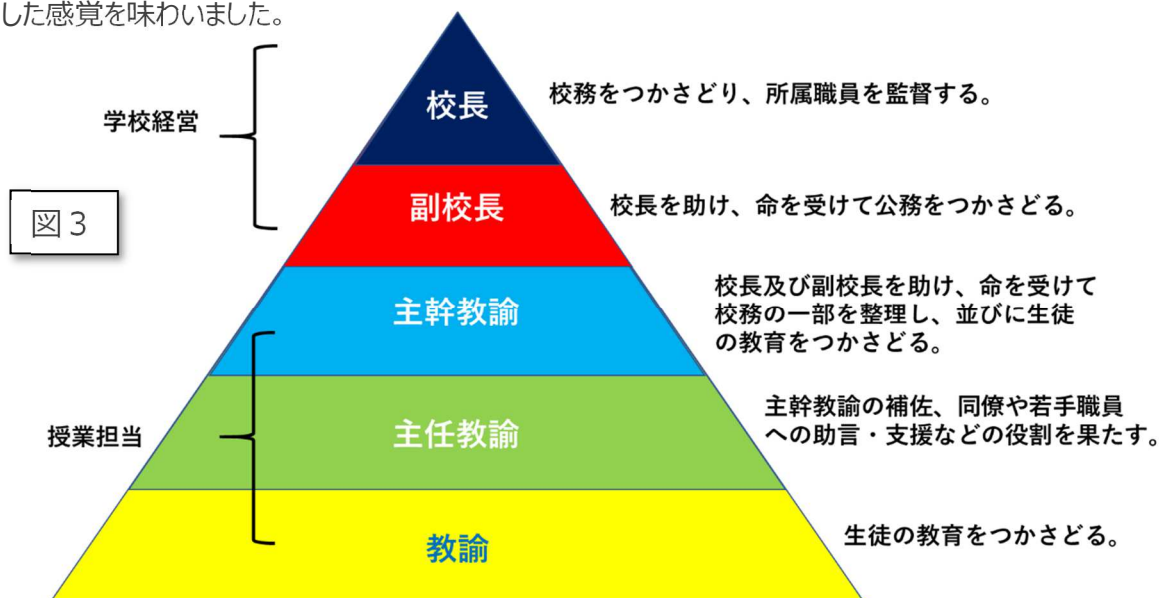 した感覚を味わいました。
学校経営
校長
校務をつかさどり、所属職員を監督する。
図３
副校長
校長を助け、命を受けて公務をつかさどる。
主幹教諭
校長及び副校長を助け、命を受けて
校務の一部を整理し、並びに生徒
の教育をつかさどる。
授業担当
主任教諭
主幹教諭の補佐、同僚や若手職員
への助言・支援などの役割を果たす。
教諭
生徒の教育をつかさどる。